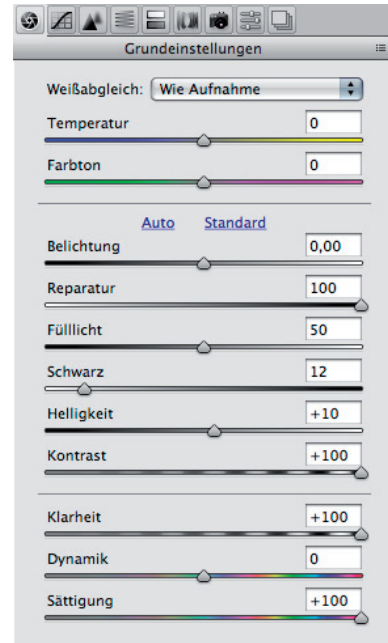 Grundeinstellungen
Weißabgleich: Wie Aufnahme
Temperatur 0
Farbton 0
Auto Standard
Belichtung 0,00
Reparatur 100
Fülllicht 50
Schwarz 12
Helligkeit +10
Kontrast +100
Klarheit +100
Dynamik 0
Sättigung +100